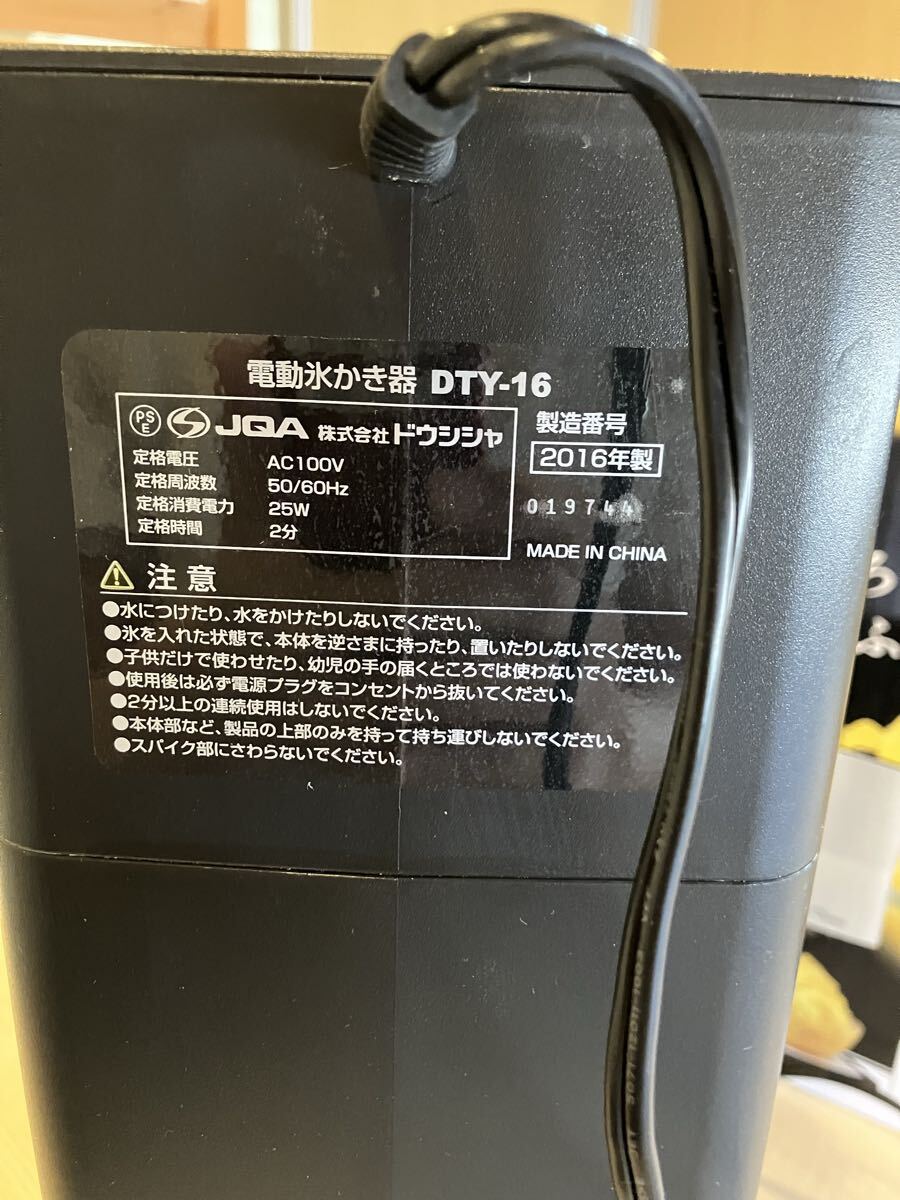 電動氷かき器 DTY-16
PS E JQA 株式会社ドウシシャ
定格電圧 AC100V
定格周波数 50/60Hz
定格消費電力 25W
定格時間 2分
製造番号
2016年製
019744
MADE IN CHINA
注意
●水につけたり、水をかけたりしないでください。
●氷を入れた状態で、本体を逆さまに持ったり、置いたりしないでください。
●子供だけで使わせたり、幼児の手の届くところでは使わないでください。
●使用後は必ず電源プラグをコンセントから抜いてください。
●2分以上の連続使用はしないでください。
●本体部など、製品の上部のみを持って持ち運びしないでください。
●スパイク部にさわらないでください。